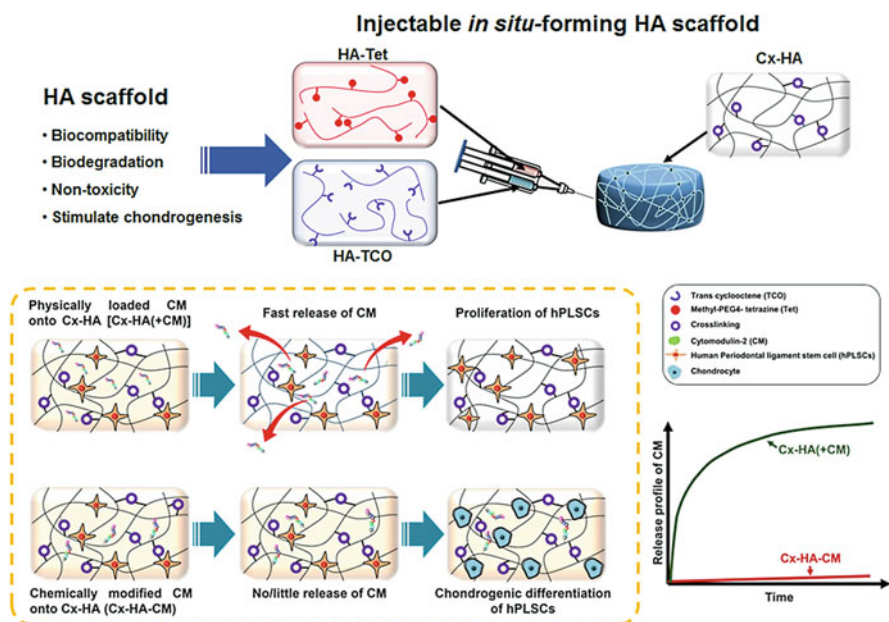 Injectable in situ-forming HA scaffold
HA-Tet
Cx-HA
HA scaffold
• Biocompatibility
• Biodegradation
• Non-toxicity
• Stimulate chondrogenesis
HA-TCO
Physically loaded CM
onto Cx-HA [Cx-HA(+CM)]
Fast release of CM
Proliferation of hPLSCs
Chemically modified CM
onto Cx-HA (Cx-HA-CM)
No/little release of CM
Chondrogenic differentiation
of hPLSCs
Trans cyclooctene (TCO)
Methyl-PEG4- tetrazine (Tet)
Crosslinking
Cytomodulin-2 (CM)
Human Periodontal ligament stem cell (hPLSCs)
Chondrocyte
Release profile of CM
Cx-HA(+CM)
Cx-HA-CM
Time